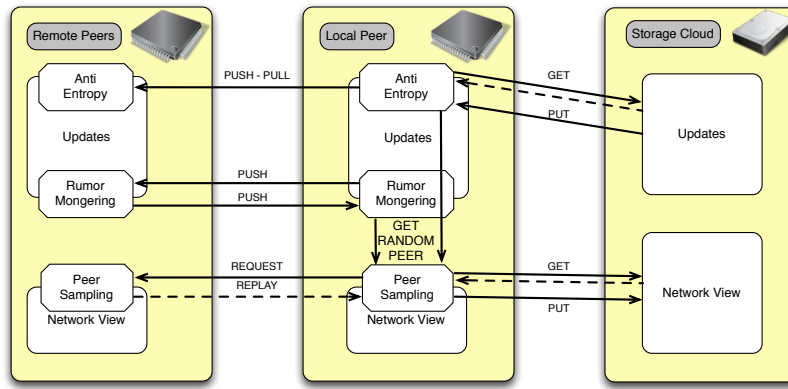 Remote Peers
Local Peer
Storage Cloud
Anti
Entropy
PUSH - PULL
Anti
Entropy
GET
PUT
Updates
Updates
Updates
Rumor
Mongering
PUSH
PUSH
Rumor
Mongering
GET
RANDOM
PEER
Peer
Sampling
REQUEST
REPLAY
Peer
Sampling
GET
PUT
Network View
Network View
Network View